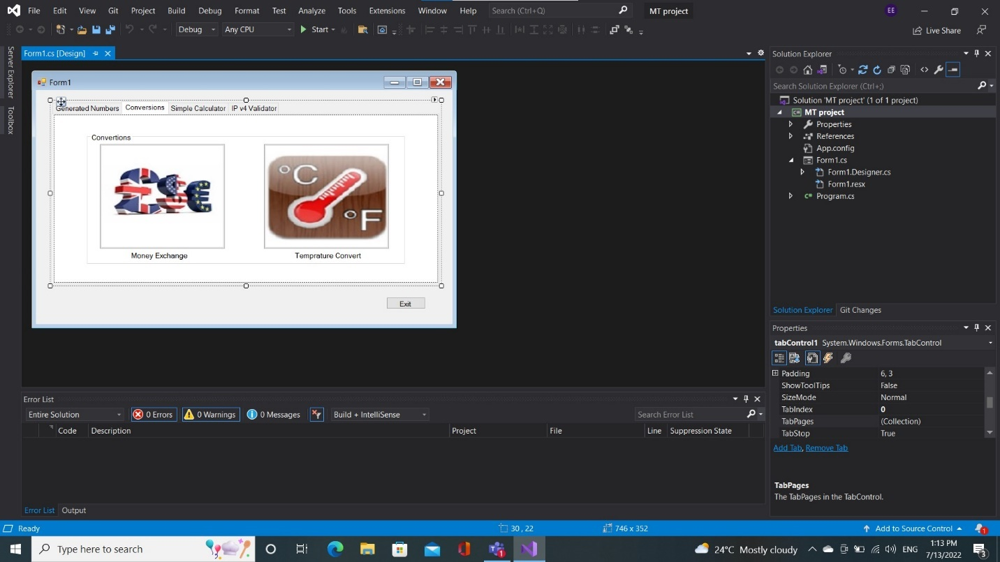 File Edit View Git Project Build Debug Format Test Analyze Tools Extensions Window Help Search (Ctrl+Q) MT project EE
Debug Any CPU Start Live Share
Server Explorer
Toolbox
Form1.cs [Design]
Form1
Generated Numbers Conversions Simple Calculator IP v4 Validator
Convertions
£$€
°C
°F
Money Exchange Temprature Convert
Exit
Solution Explorer
Search Solution Explorer (Ctrl+;)
Solution 'MT project' (1 of 1 project)
C# MT project
Properties
References
App.config
Form1.cs
Form1.Designer.cs
Form1.resx
C# Program.cs
Solution Explorer Git Changes
Properties
tabControl1 System.Windows.Forms.TabControl
Padding 6, 3
ShowToolTips False
SizeMode Normal
TabIndex 0
TabPages (Collection)
TabStop True
Add Tab, Remove Tab
TabPages
The TabPages in the TabControl.
Error List
Entire Solution 0 Errors 0 Warnings 0 Messages Build + IntelliSense Search Error List
Code Description Project File Line Suppression State
Error List Output
Ready 30 , 22 746 x 352 Add to Source Control 1
Type here to search 1 24°C Mostly cloudy ENG 1:13 PM
7/13/2022 3